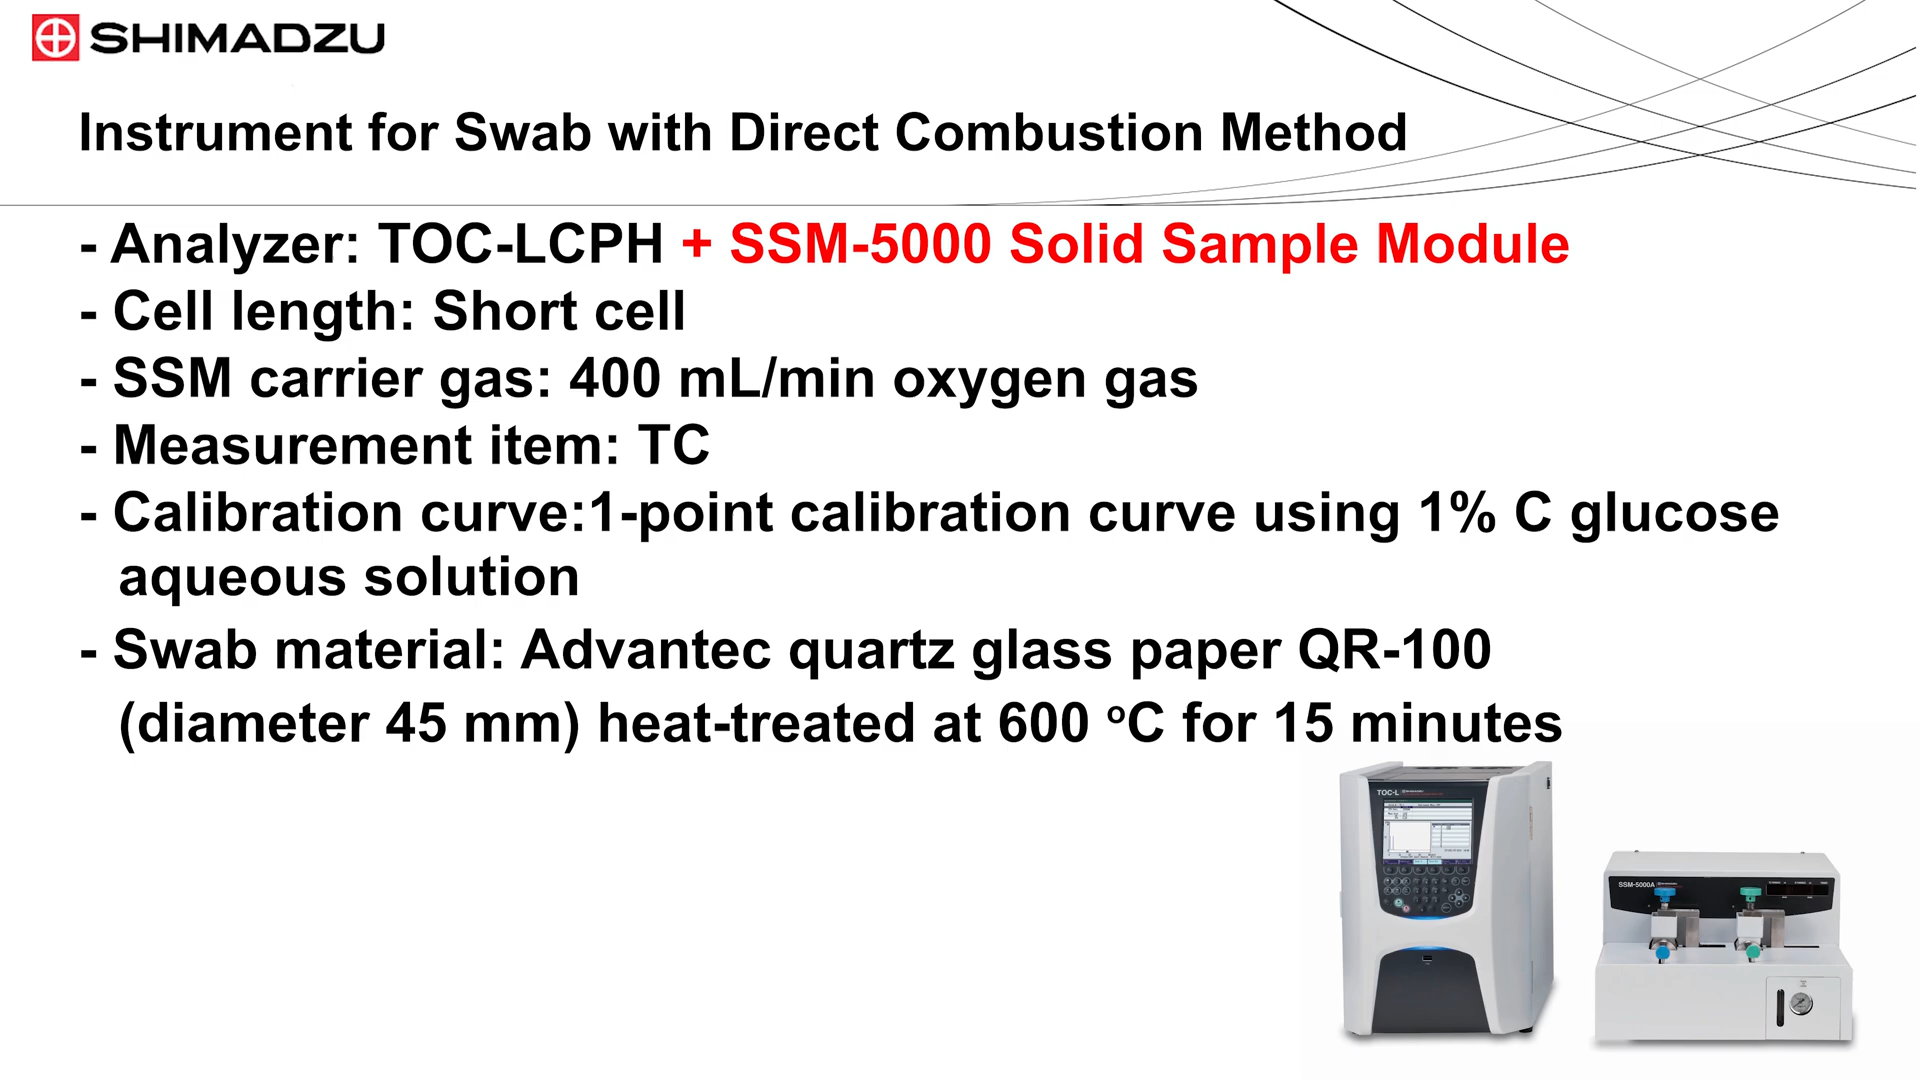 SHIMADZU
Instrument for Swab with Direct Combustion Method
- Analyzer: TOC-LCPH + SSM-5000 Solid Sample Module
- Cell length: Short cell
- SSM carrier gas: 400 mL/min oxygen gas
- Measurement item: TC
- Calibration curve:1-point calibration curve using 1% C glucose
aqueous solution
- Swab material: Advantec quartz glass paper QR-100
(diameter 45 mm) heat-treated at 600 °C for 15 minutes
TOC-L
SSM-5000A